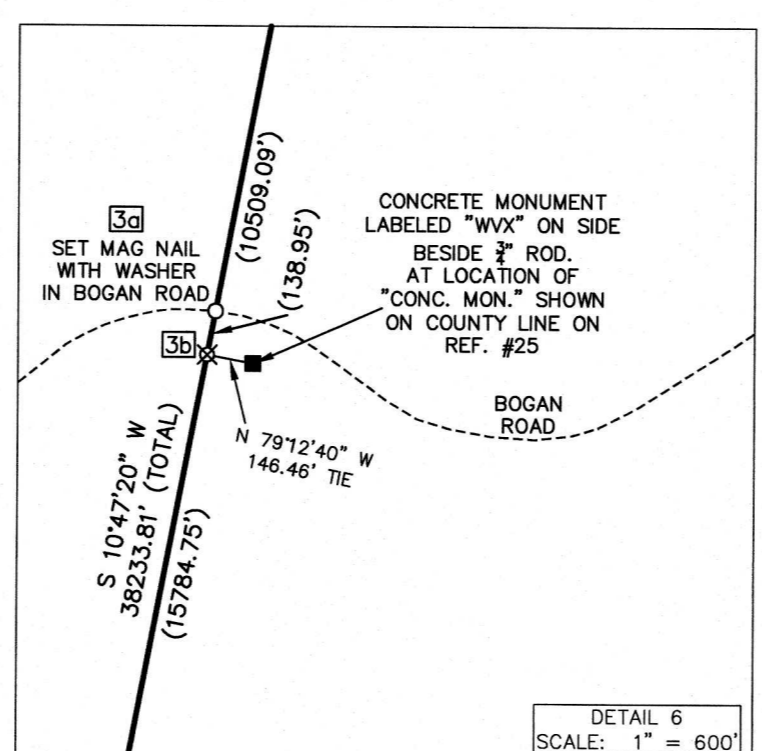 (10509.09')
(138.95')
3a
SET MAG NAIL
WITH WASHER
IN BOGAN ROAD
CONCRETE MONUMENT
LABELED "WVX" ON SIDE
BESIDE 3/4" ROD.
AT LOCATION OF
"CONC. MON." SHOWN
ON COUNTY LINE ON
REF. #25
3b
N 79°12'40" W
146.46' TIE
BOGAN
ROAD
S 10°47'20" W
38233.81' (TOTAL)
(15784.75')
DETAIL 6
SCALE: 1" = 600'